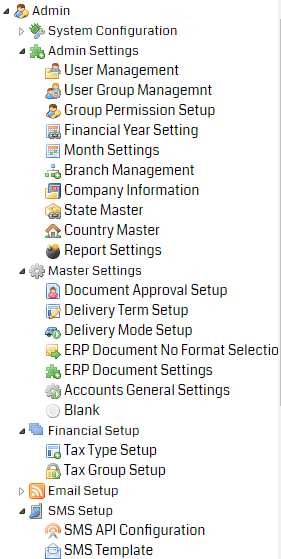 Admin
System Configuration
Admin Settings
User Management
User Group Managemnt
Group Permission Setup
Financial Year Setting
Month Settings
Branch Management
Company Information
State Master
Country Master
Report Settings
Master Settings
Document Approval Setup
Delivery Term Setup
Delivery Mode Setup
ERP Document No Format Selectio
ERP Document Settings
Accounts General Settings
Blank
Financial Setup
Tax Type Setup
Tax Group Setup
Email Setup
SMS Setup
SMS API Configuration
SMS Template